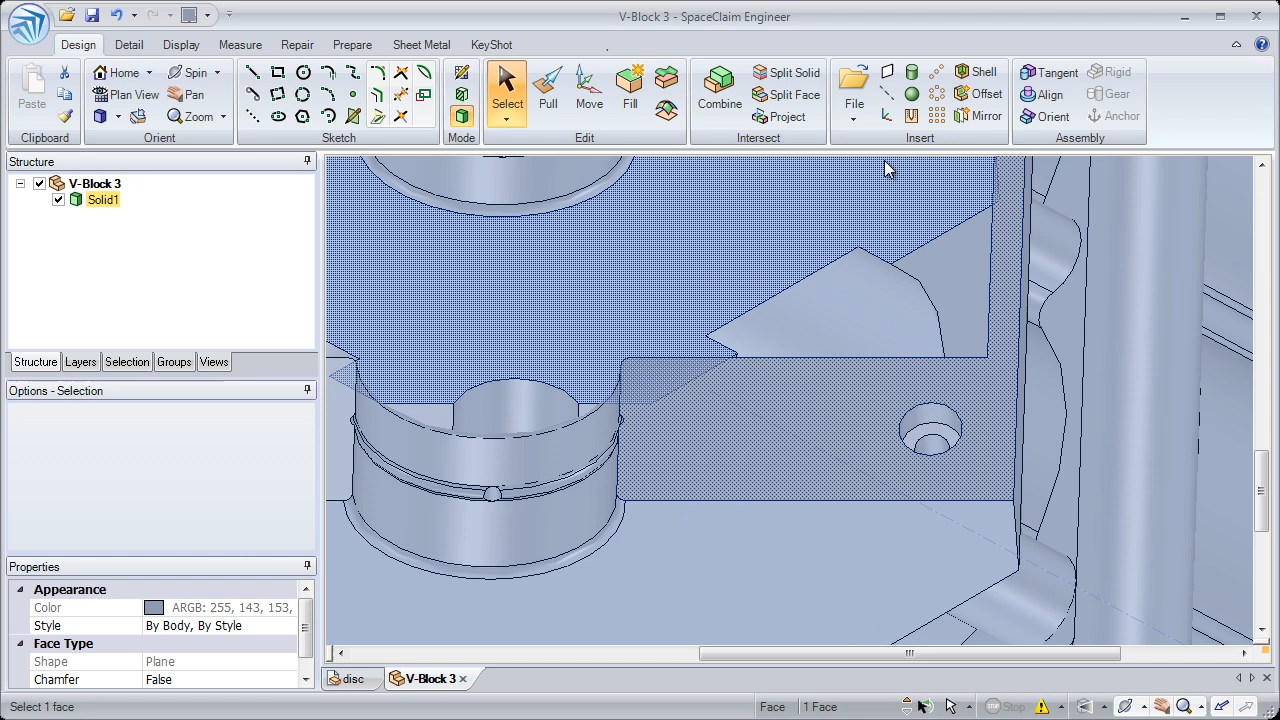 V-Block 3 - SpaceClaim Engineer
Design Detail Display Measure Repair Prepare Sheet Metal KeyShot
Paste
Clipboard
Home Spin
Plan View Pan
Zoom
Orient
Sketch
Mode
Select Pull Move Fill
Edit
Combine
Split Solid
Split Face
Project
Intersect
File
Shell
Offset
Mirror
Insert
Tangent Rigid
Align Gear
Orient Anchor
Assembly
Structure
V-Block 3
Solid1
Structure Layers Selection Groups Views
Options - Selection
Properties
Appearance
Color ARGB: 255, 143, 153,
Style By Body, By Style
Face Type
Shape Plane
Chamfer False
disc V-Block 3
Select 1 face Face 1 Face Stop